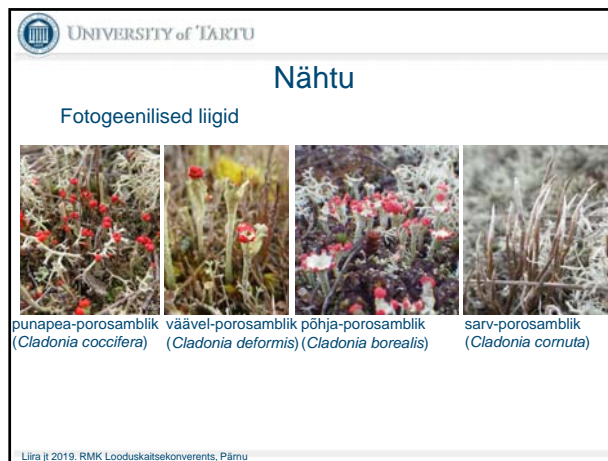 UNIVERSITY of TARTU
Nähtu
Fotogeenilised liigid
punapea-porosamblik
(Cladonia coccifera)
väävel-porosamblik
(Cladonia deformis)
põhja-porosamblik
(Cladonia borealis)
sarv-porosamblik
(Cladonia cornuta)
Liira jt 2019. RMK Looduskaitsekonverents, Pärnu